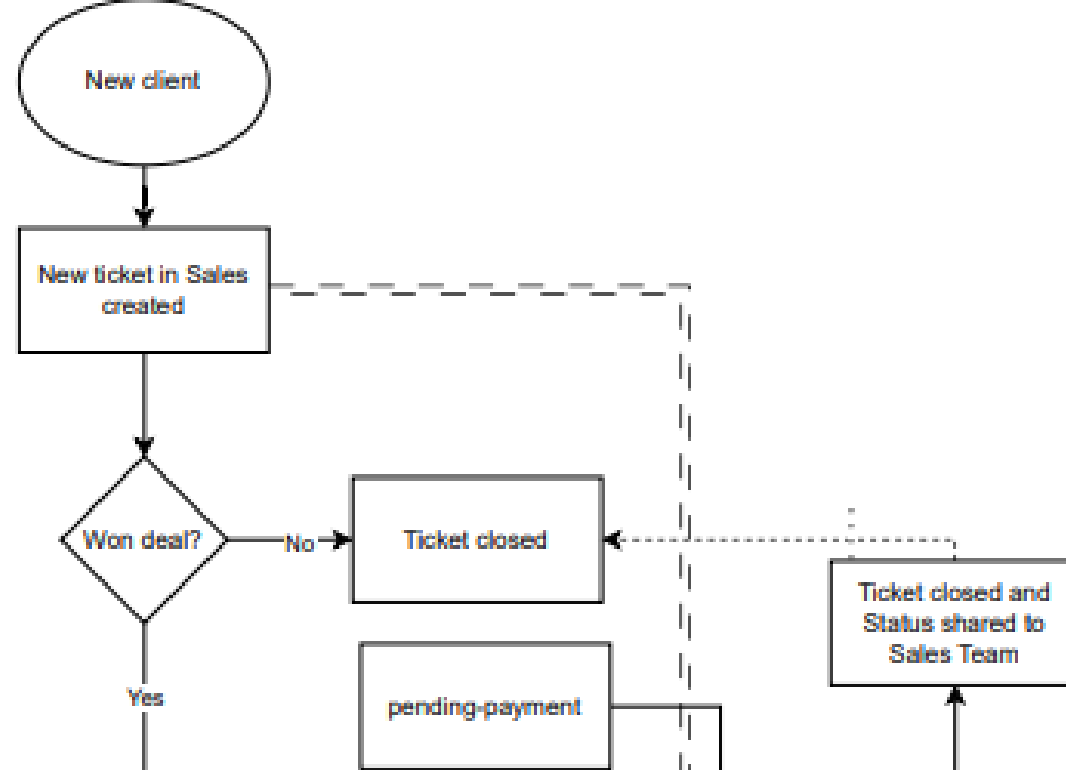 New client
New ticket in Sales
created
Won deal?
No
Ticket closed
Ticket closed and
Status shared to
Sales Team
Yes
pending-payment